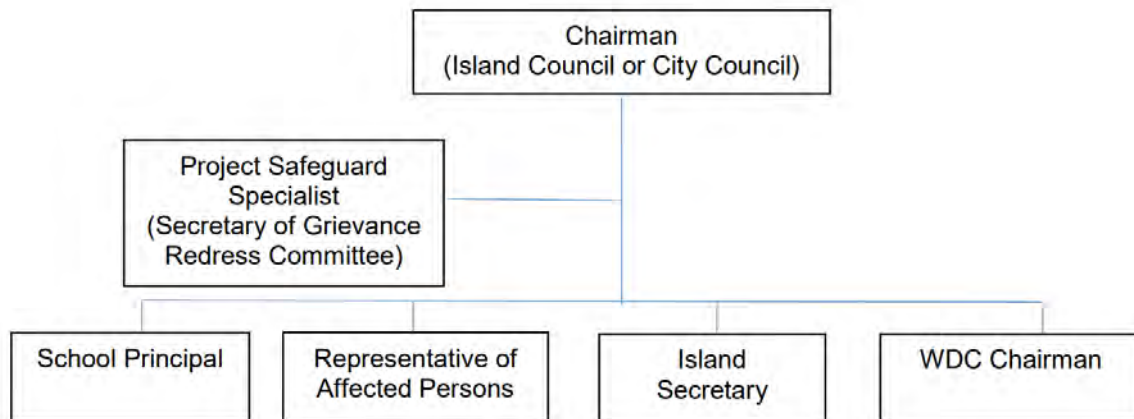 Chairman
(Island Council or City Council)
Project Safeguard
Specialist
(Secretary of Grievance
Redress Committee)
School Principal
Representative of
Affected Persons
Island
Secretary
WDC Chairman